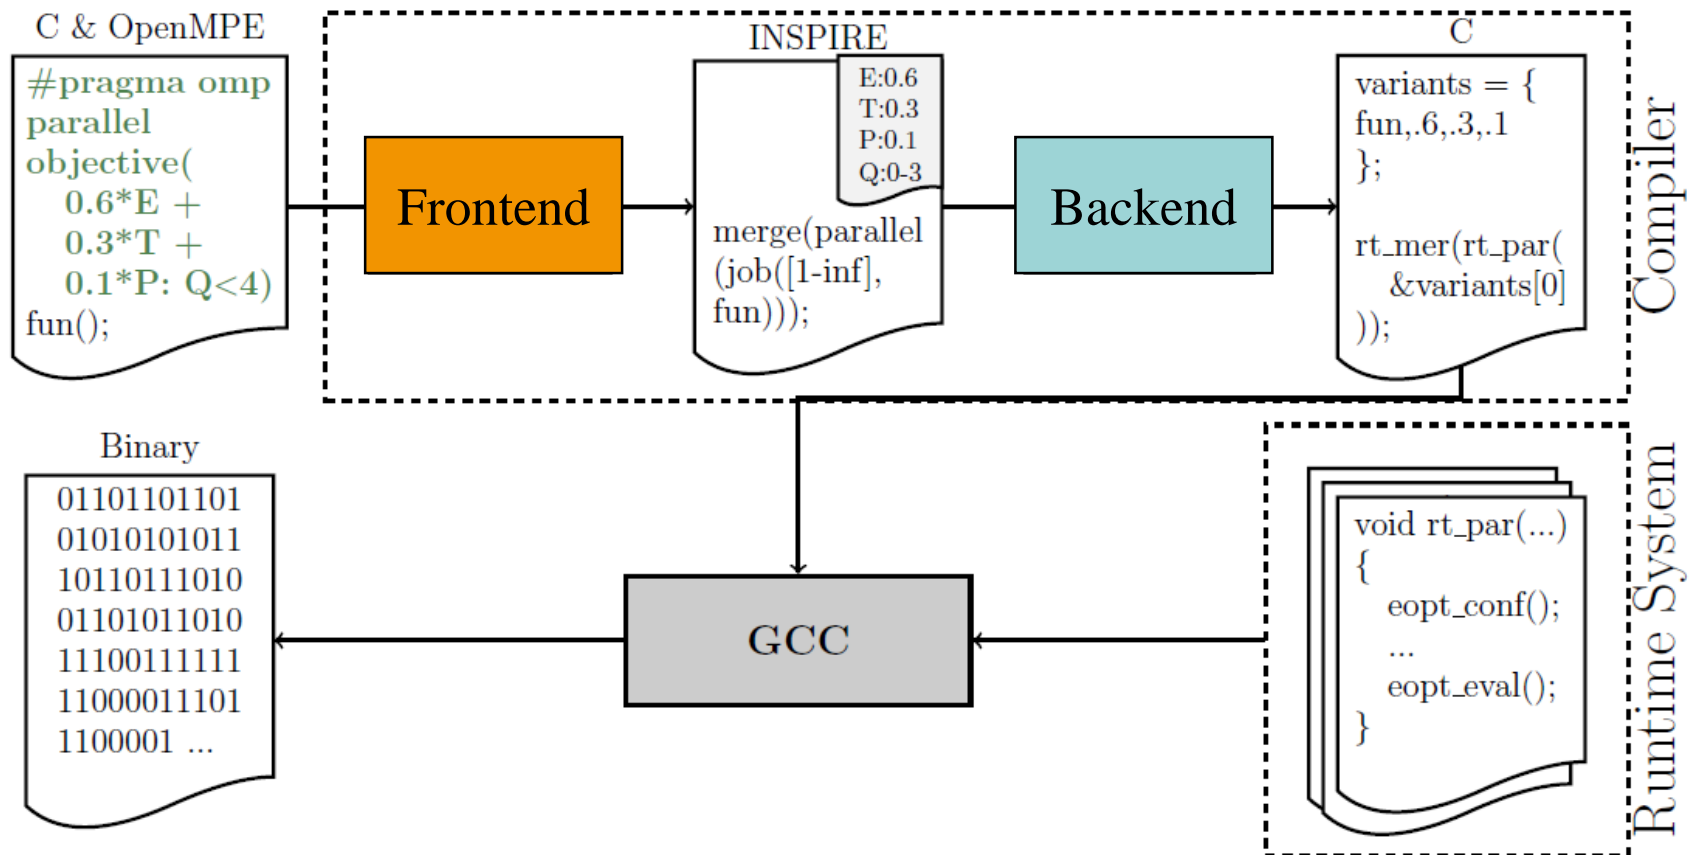 C & OpenMPE
#pragma omp
parallel
objective(
0.6*E +
0.3*T +
0.1*P: Q<4)
fun();
Frontend
INSPIRE
E:0.6
T:0.3
P:0.1
Q:0-3
merge(parallel
(job([1-inf],
fun)));
Backend
C
variants = {
fun,.6,.3,.1
};
rt_mer(rt_par(
&variants[0]
));
Compiler
Binary
01101101101
01010101011
10110111010
01101011010
11100111111
11000011101
1100001 ...
GCC
void rt_par(...)
{
eopt_conf();
...
eopt_eval();
}
Runtime System